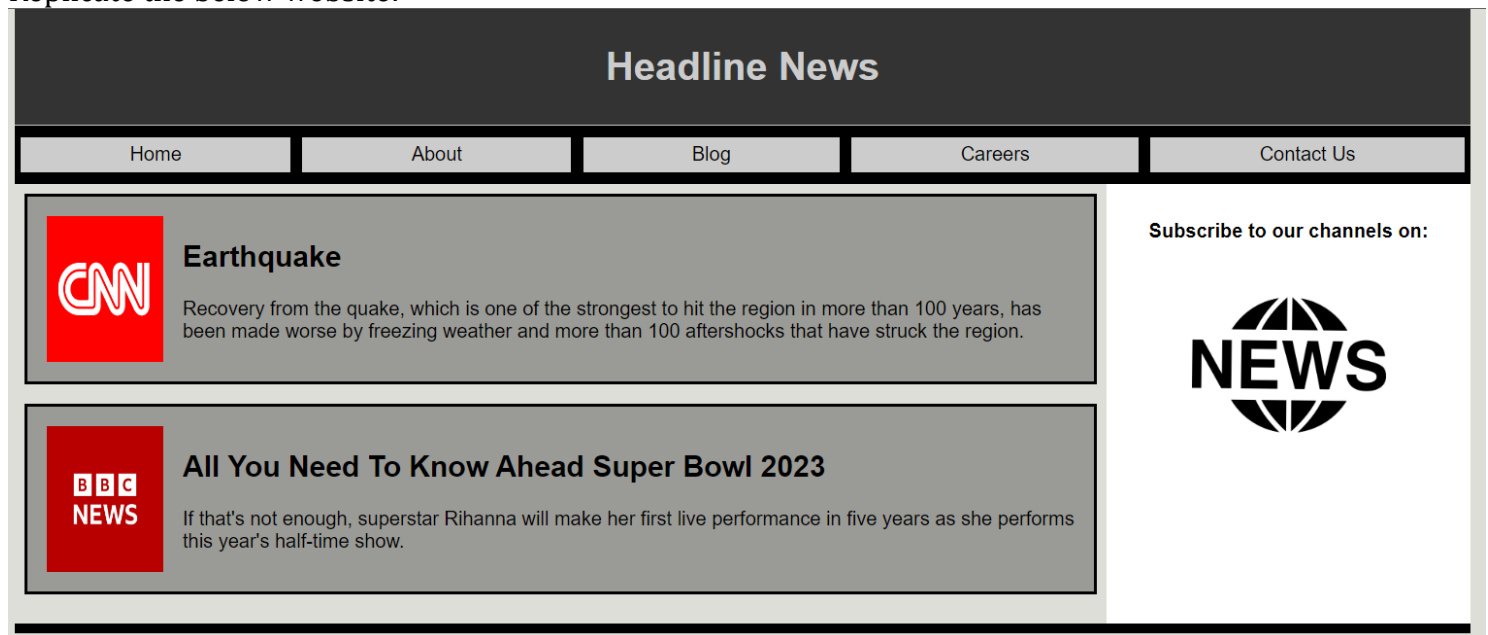 Replicate the below website.
Headline News
Home About Blog Careers Contact Us
CNN
Earthquake
Recovery from the quake, which is one of the strongest to hit the region in more than 100 years, has
been made worse by freezing weather and more than 100 aftershocks that have struck the region.
Subscribe to our channels on:
NEWS
BBC
NEWS
All You Need To Know Ahead Super Bowl 2023
If that's not enough, superstar Rihanna will make her first live performance in five years as she performs
this year's half-time show.